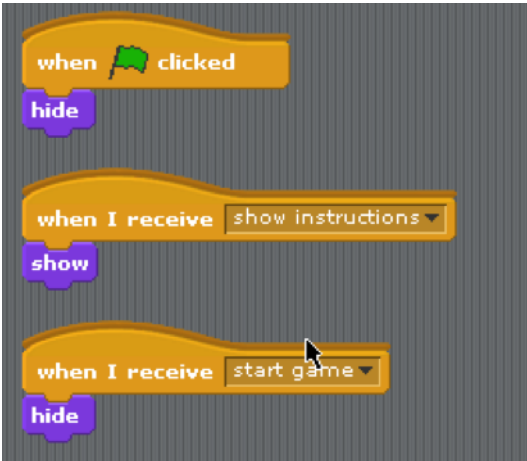 when clicked
hide
when I receive show instructions
show
when I receive start game
hide